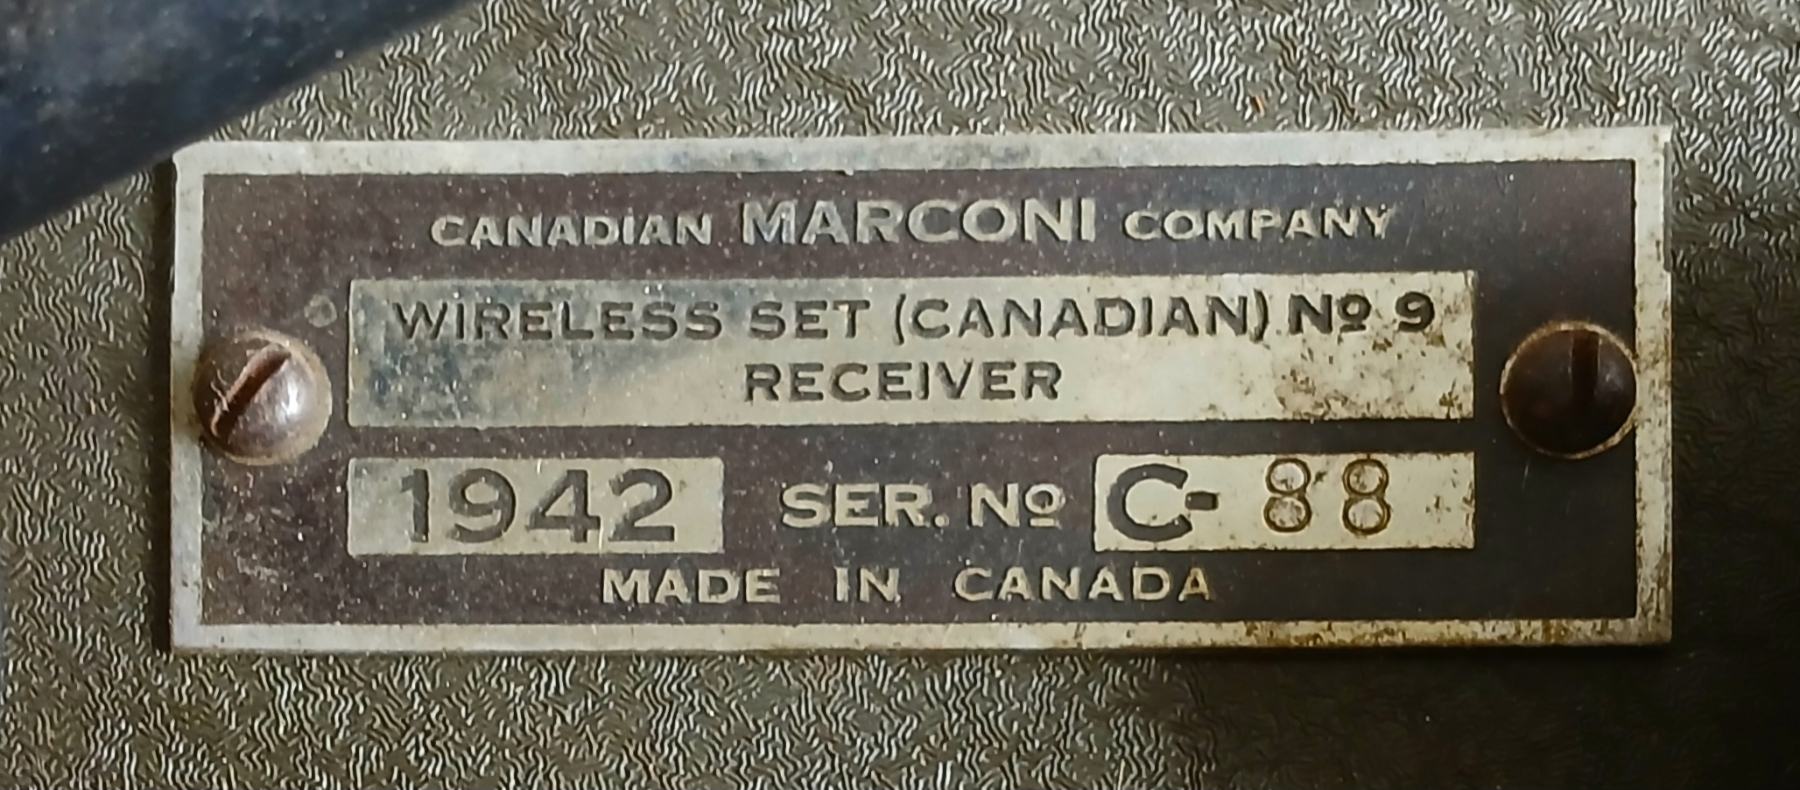 CANADIAN MARCONI COMPANY
WIRELESS SET (CANADIAN) Nº 9
RECEIVER
1942 SER. Nº C- 88
MADE IN CANADA